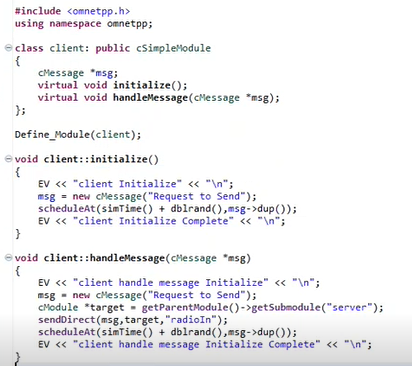 #include <omnetpp.h>
using namespace omnetpp;
class client: public cSimpleModule
{
cMessage *msg;
virtual void initialize();
virtual void handleMessage(cMessage *msg);
};
Define_Module(client);
void client::initialize()
{
EV << "client Initialize" << "\n";
msg = new cMessage("Request to Send");
scheduleAt(simTime() + dblrand(),msg->dup());
EV << "client Initialize Complete" << "\n";
}
void client::handleMessage(cMessage *msg)
{
EV << "client handle message Initialize" << "\n";
msg = new cMessage("Request to Send");
cModule *target = getParentModule()->getSubmodule("server");
sendDirect(msg,target,"radioIn");
scheduleAt(simTime() + dblrand(),msg->dup());
EV << "client handle message Initialize Complete" << "\n";
}